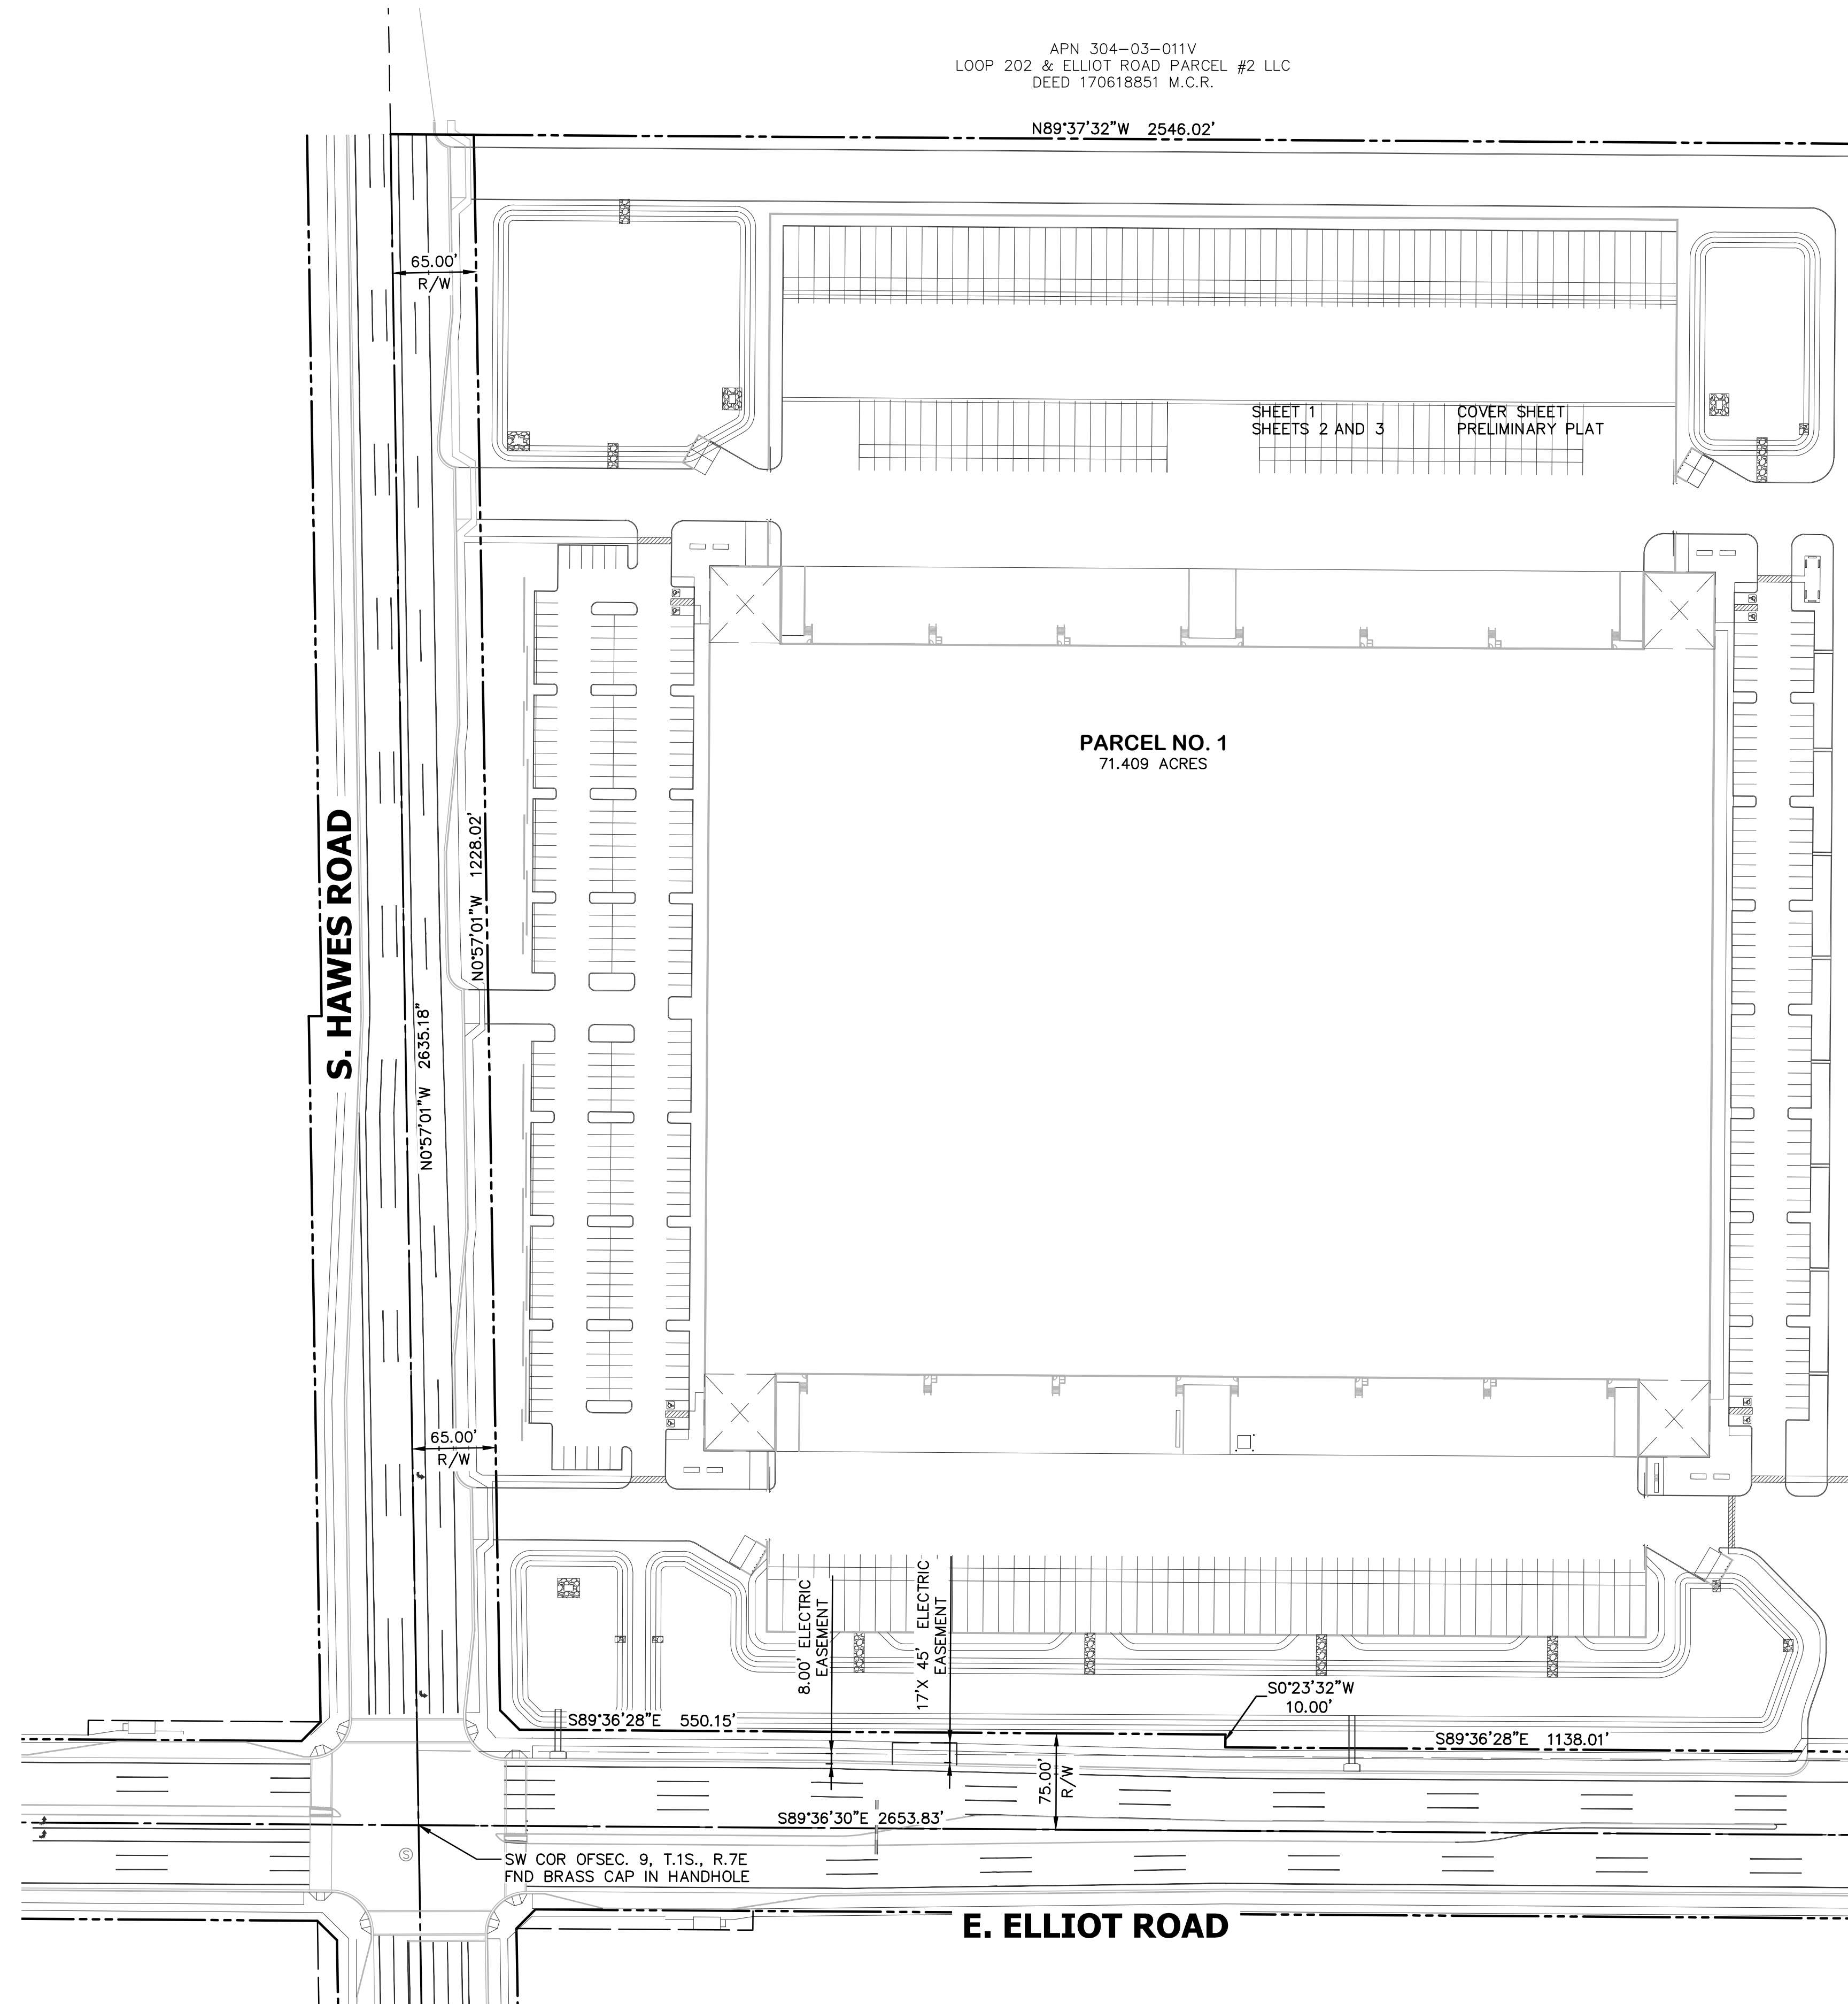 APN 304-03-011V
LOOP 202 & ELLIOT ROAD PARCEL #2 LLC
DEED 170618851 M.C.R.
N89°37'32"W 2546.02'
65.00'
R/W
SHEET 1 COVER SHEET
SHEETS 2 AND 3 PRELIMINARY PLAT
PARCEL NO. 1
71.409 ACRES
S. HAWES ROAD
N0°57'01"W 1228.02'
N0°57'01"W 2635.18"
65.00'
R/W
8.00' ELECTRIC
EASEMENT
17'X 45' ELECTRIC
EASEMENT
S0°23'32"W
10.00'
S89°36'28"E 550.15'
S89°36'28"E 1138.01'
75.00'
R/W
S89°36'30"E 2653.83'
S
SW COR OFSEC. 9, T.1S., R.7E
FND BRASS CAP IN HANDHOLE
E. ELLIOT ROAD